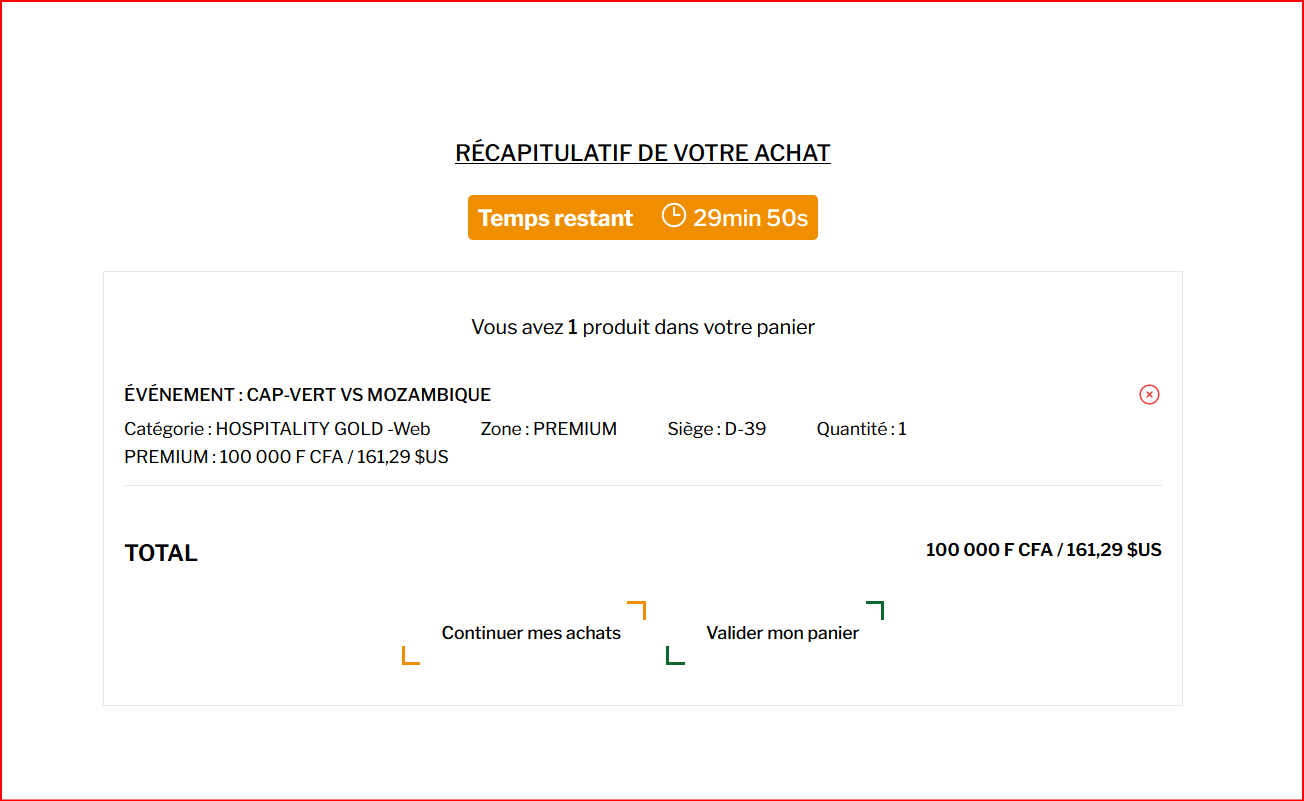 RÉCAPITULATIF DE VOTRE ACHAT
Temps restant 29min 50s
Vous avez 1 produit dans votre panier
ÉVÉNEMENT : CAP-VERT VS MOZAMBIQUE
Catégorie : HOSPITALITY GOLD -Web Zone : PREMIUM Siège : D-39 Quantité : 1
PREMIUM : 100 000 F CFA / 161,29 $US
TOTAL 100 000 F CFA / 161,29 $US
Continuer mes achats Valider mon panier